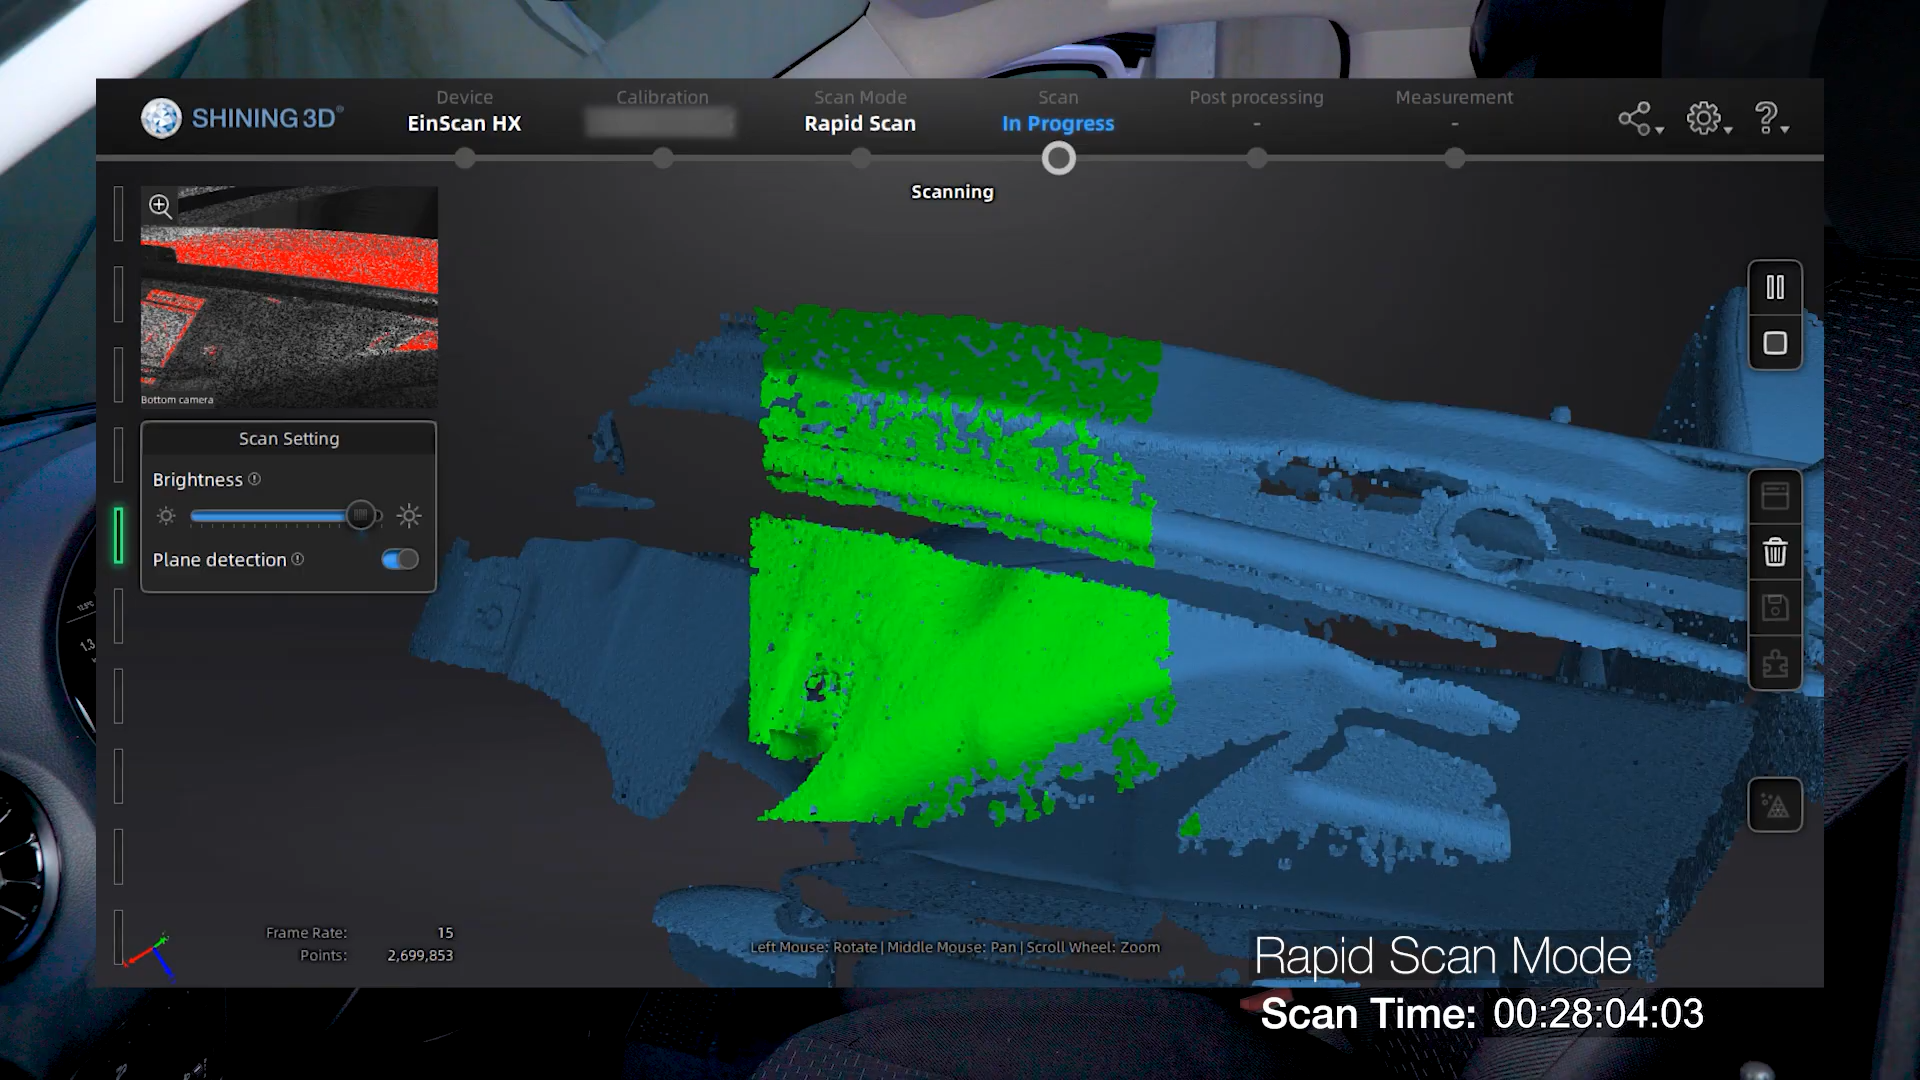 SHINING 3D®
Device
EinScan HX
Calibration
Scan Mode
Rapid Scan
Scan
In Progress
Post processing
-
Measurement
-
Scanning
Bottom camera
Scan Setting
Brightness
Plane detection
Frame Rate: 15
Points: 2,699,853
Left Mouse: Rotate | Middle Mouse: Pan | Scroll Wheel: Zoom
Rapid Scan Mode
Scan Time: 00:28:04:03
1.3